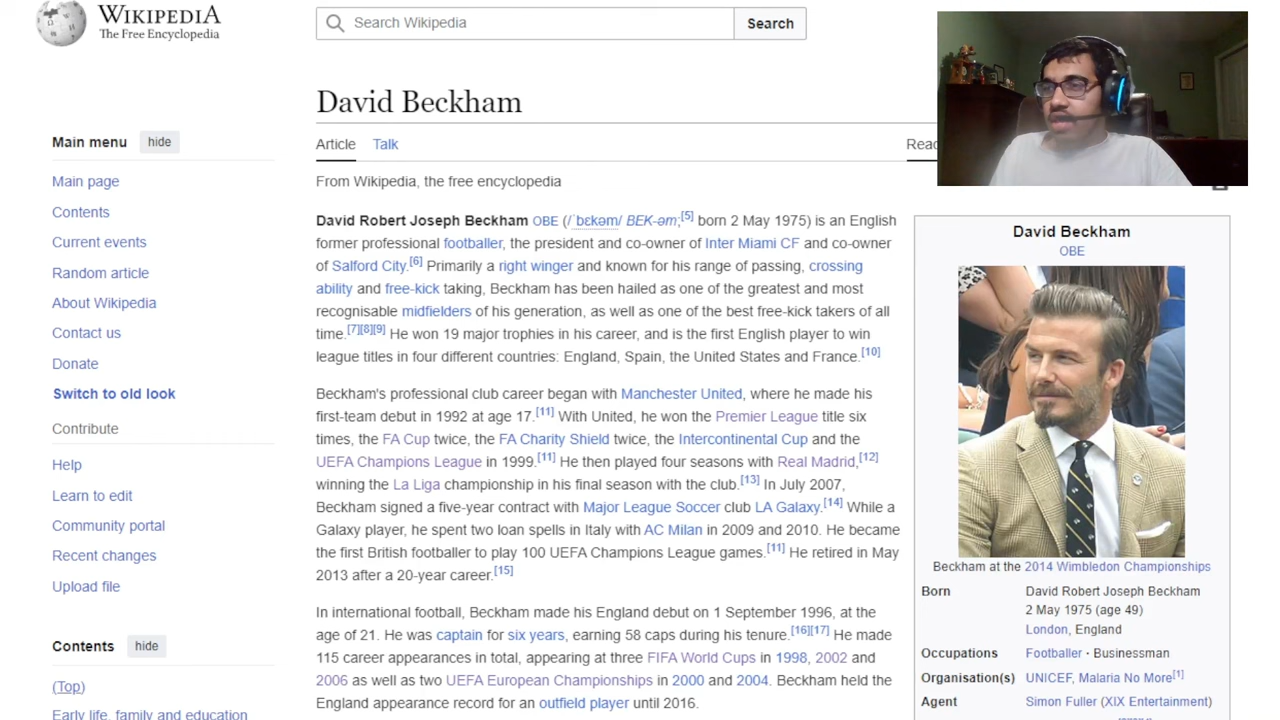 WIKIPEDIA
The Free Encyclopedia
Search Wikipedia
Search
David Beckham
Main menu hide
Article Talk
Read
Main page
Contents
Current events
Random article
About Wikipedia
Contact us
Donate
Switch to old look
Contribute
Help
Learn to edit
Community portal
Recent changes
Upload file
Contents hide
(Top)
Early life, family and education
From Wikipedia, the free encyclopedia
David Robert Joseph Beckham OBE (/ˈbɛkəm/ BEK-əm;[5] born 2 May 1975) is an English
former professional footballer, the president and co-owner of Inter Miami CF and co-owner
of Salford City.[6] Primarily a right winger and known for his range of passing, crossing
ability and free-kick taking, Beckham has been hailed as one of the greatest and most
recognisable midfielders of his generation, as well as one of the best free-kick takers of all
time.[7][8][9] He won 19 major trophies in his career, and is the first English player to win
league titles in four different countries: England, Spain, the United States and France.[10]
Beckham's professional club career began with Manchester United, where he made his
first-team debut in 1992 at age 17.[11] With United, he won the Premier League title six
times, the FA Cup twice, the FA Charity Shield twice, the Intercontinental Cup and the
UEFA Champions League in 1999.[11] He then played four seasons with Real Madrid,[12]
winning the La Liga championship in his final season with the club.[13] In July 2007,
Beckham signed a five-year contract with Major League Soccer club LA Galaxy.[14] While a
Galaxy player, he spent two loan spells in Italy with AC Milan in 2009 and 2010. He became
the first British footballer to play 100 UEFA Champions League games.[11] He retired in May
2013 after a 20-year career.[15]
In international football, Beckham made his England debut on 1 September 1996, at the
age of 21. He was captain for six years, earning 58 caps during his tenure.[16][17] He made
115 career appearances in total, appearing at three FIFA World Cups in 1998, 2002 and
2006 as well as two UEFA European Championships in 2000 and 2004. Beckham held the
England appearance record for an outfield player until 2016.
David Beckham
OBE
Beckham at the 2014 Wimbledon Championships
Born David Robert Joseph Beckham
2 May 1975 (age 49)
London, England
Occupations Footballer · Businessman
Organisation(s) UNICEF, Malaria No More[1]
Agent Simon Fuller (XIX Entertainment)